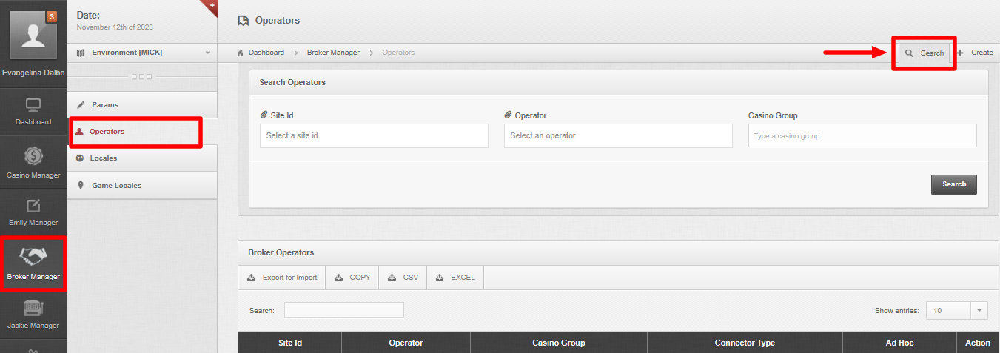 3
Evangelina Dalbo
Dashboard
Casino Manager
Emily Manager
Broker Manager
Jackie Manager
Date:
November 12th of 2023
+
Environment [MICK]
Params
Operators
Locales
Game Locales
Operators
Dashboard > Broker Manager > Operators
Search
+ Create
Search Operators
Site Id
Operator
Casino Group
Select a site id
Select an operator
Type a casino group
Search
Broker Operators
Export for Import
COPY
CSV
EXCEL
Search:
Show entries: 10
Site Id Operator Casino Group Connector Type Ad Hoc Action